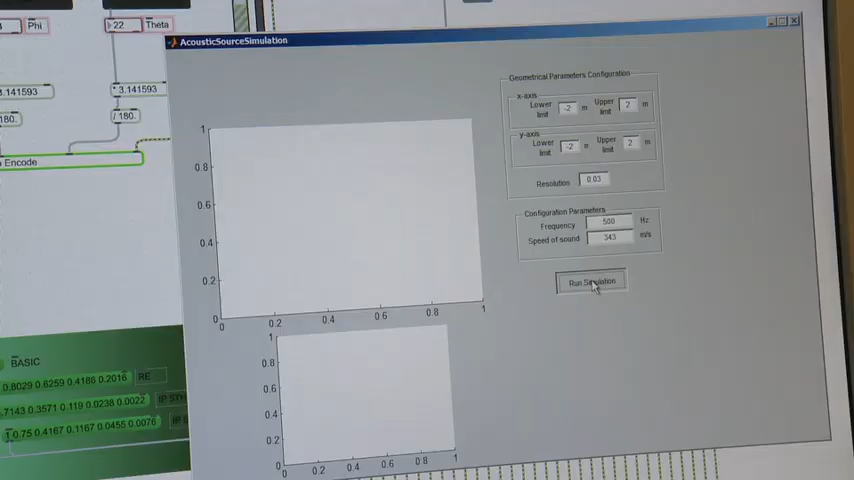 Phi
22
Theta
AcousticSourceSimulation
3.141593
* 3.141593
180.
/ 180.
Encode
Geometrical Parameters Configuration
x-axis
Lower limit
-2
m
Upper limit
2
m
y-axis
Lower limit
-2
m
Upper limit
2
m
Resolution
0.03
Configuration Parameters
Frequency
500
Hz
Speed of sound
343
m/s
Run Simulation
1
0.8
0.6
0.4
0.2
0
0
0.2
0.4
0.6
0.8
1
1
0.8
0.6
0.4
0.2
0
0
0.2
0.4
0.6
0.8
1
BASIC
0.8029 0.6259 0.4186 0.2016
RE
.7143 0.3571 0.119 0.0238 0.0022
1 0.75 0.4167 0.1167 0.0455 0.0076